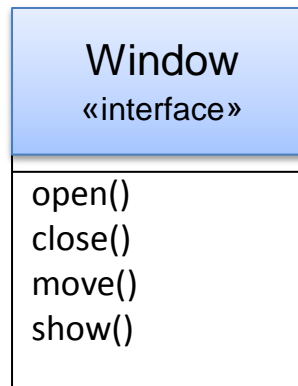 Window
«interface»
open()
close()
move()
show()